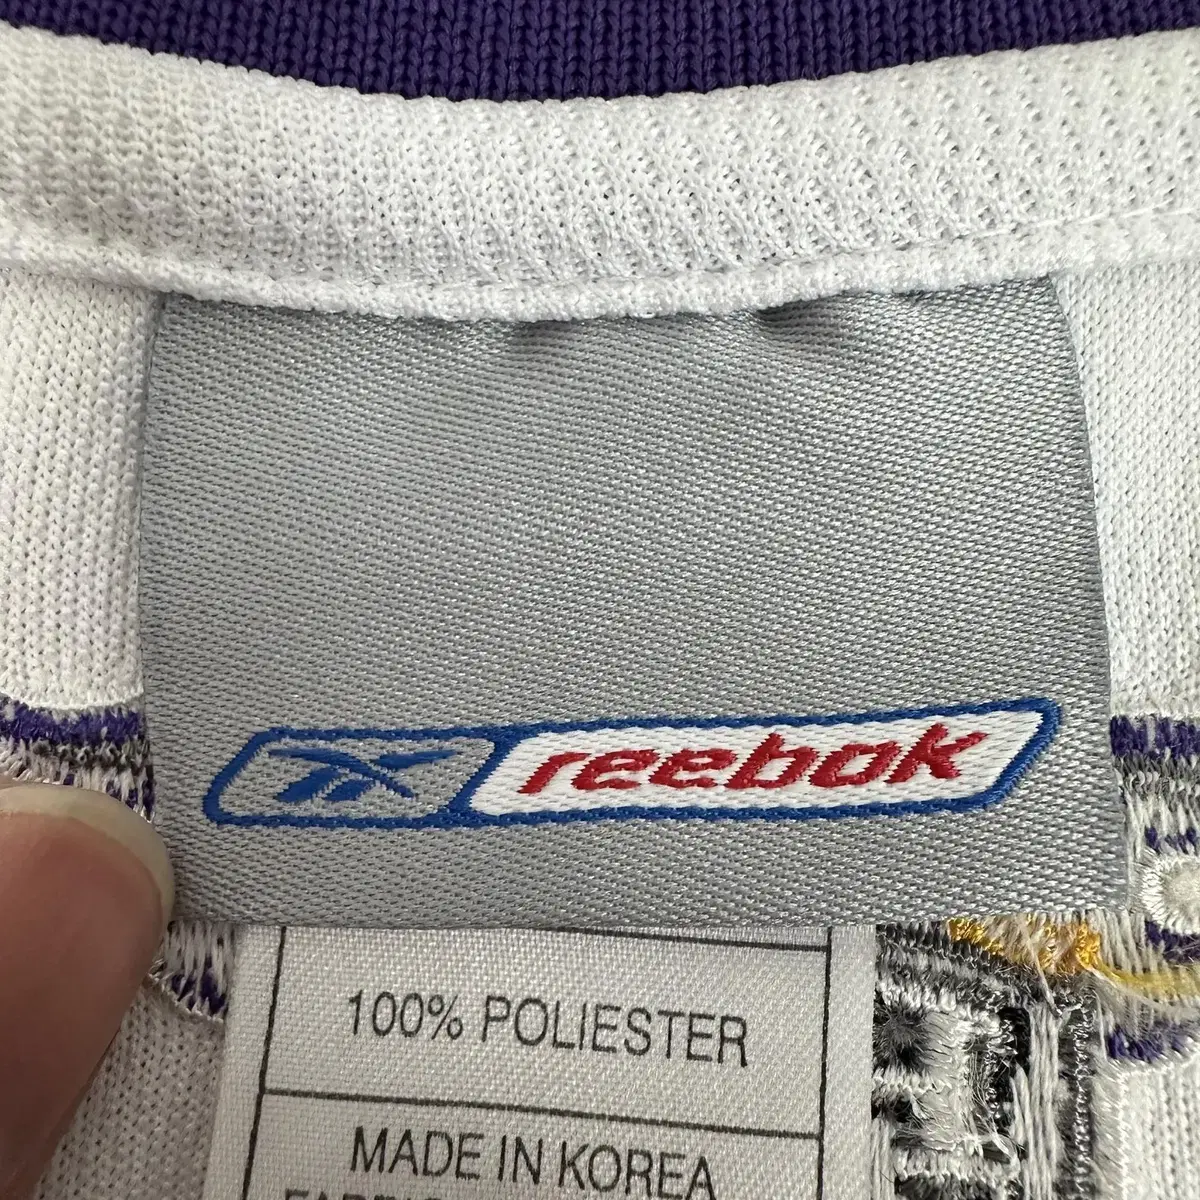 reebok
100% POLIESTER
MADE IN KOREA